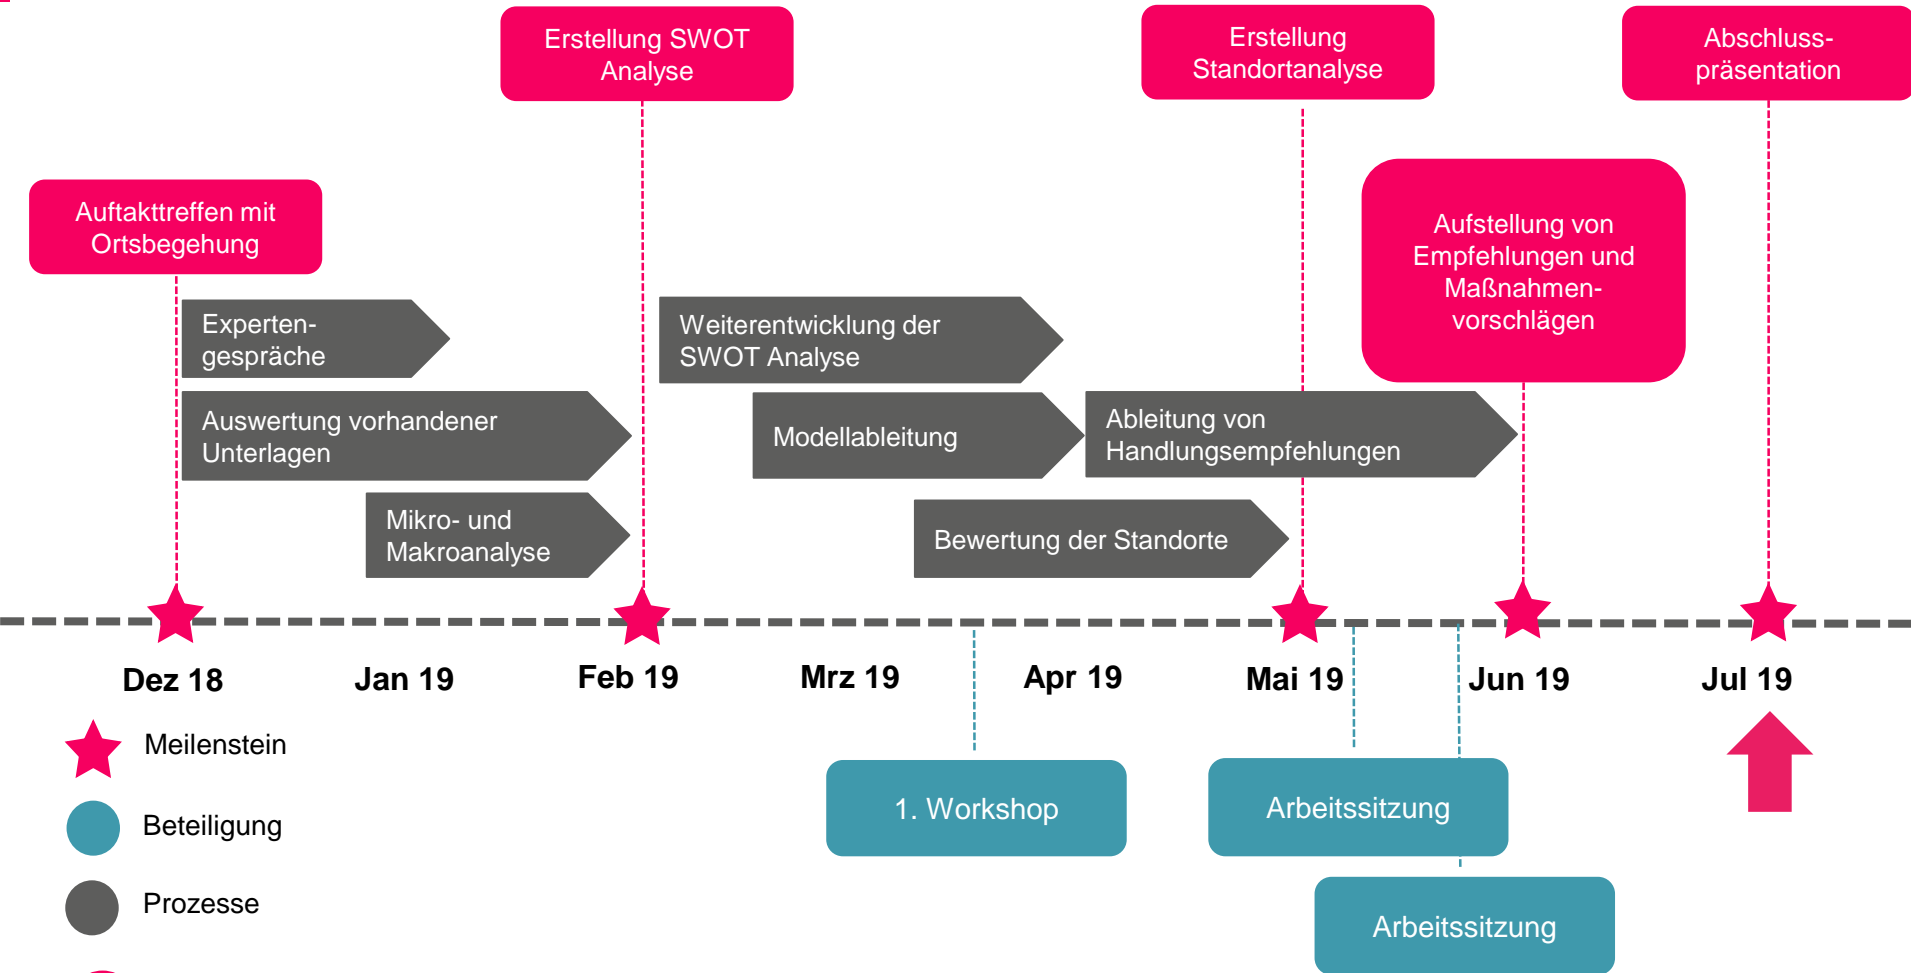 Erstellung SWOT
Analyse
Erstellung
Standortanalyse
Abschluss-
präsentation
Auftakttreffen mit
Ortsbegehung
Aufstellung von
Empfehlungen und
Maßnahmen-
vorschlägen
Experten-
gespräche
Weiterentwicklung der
SWOT Analyse
Auswertung vorhandener
Unterlagen
Modellableitung
Ableitung von
Handlungsempfehlungen
Mikro- und
Makroanalyse
Bewertung der Standorte
Dez 18
Jan 19
Feb 19
Mrz 19
Apr 19
Mai 19
Jun 19
Jul 19
Meilenstein
Beteiligung
Prozesse
1. Workshop
Arbeitssitzung
Arbeitssitzung